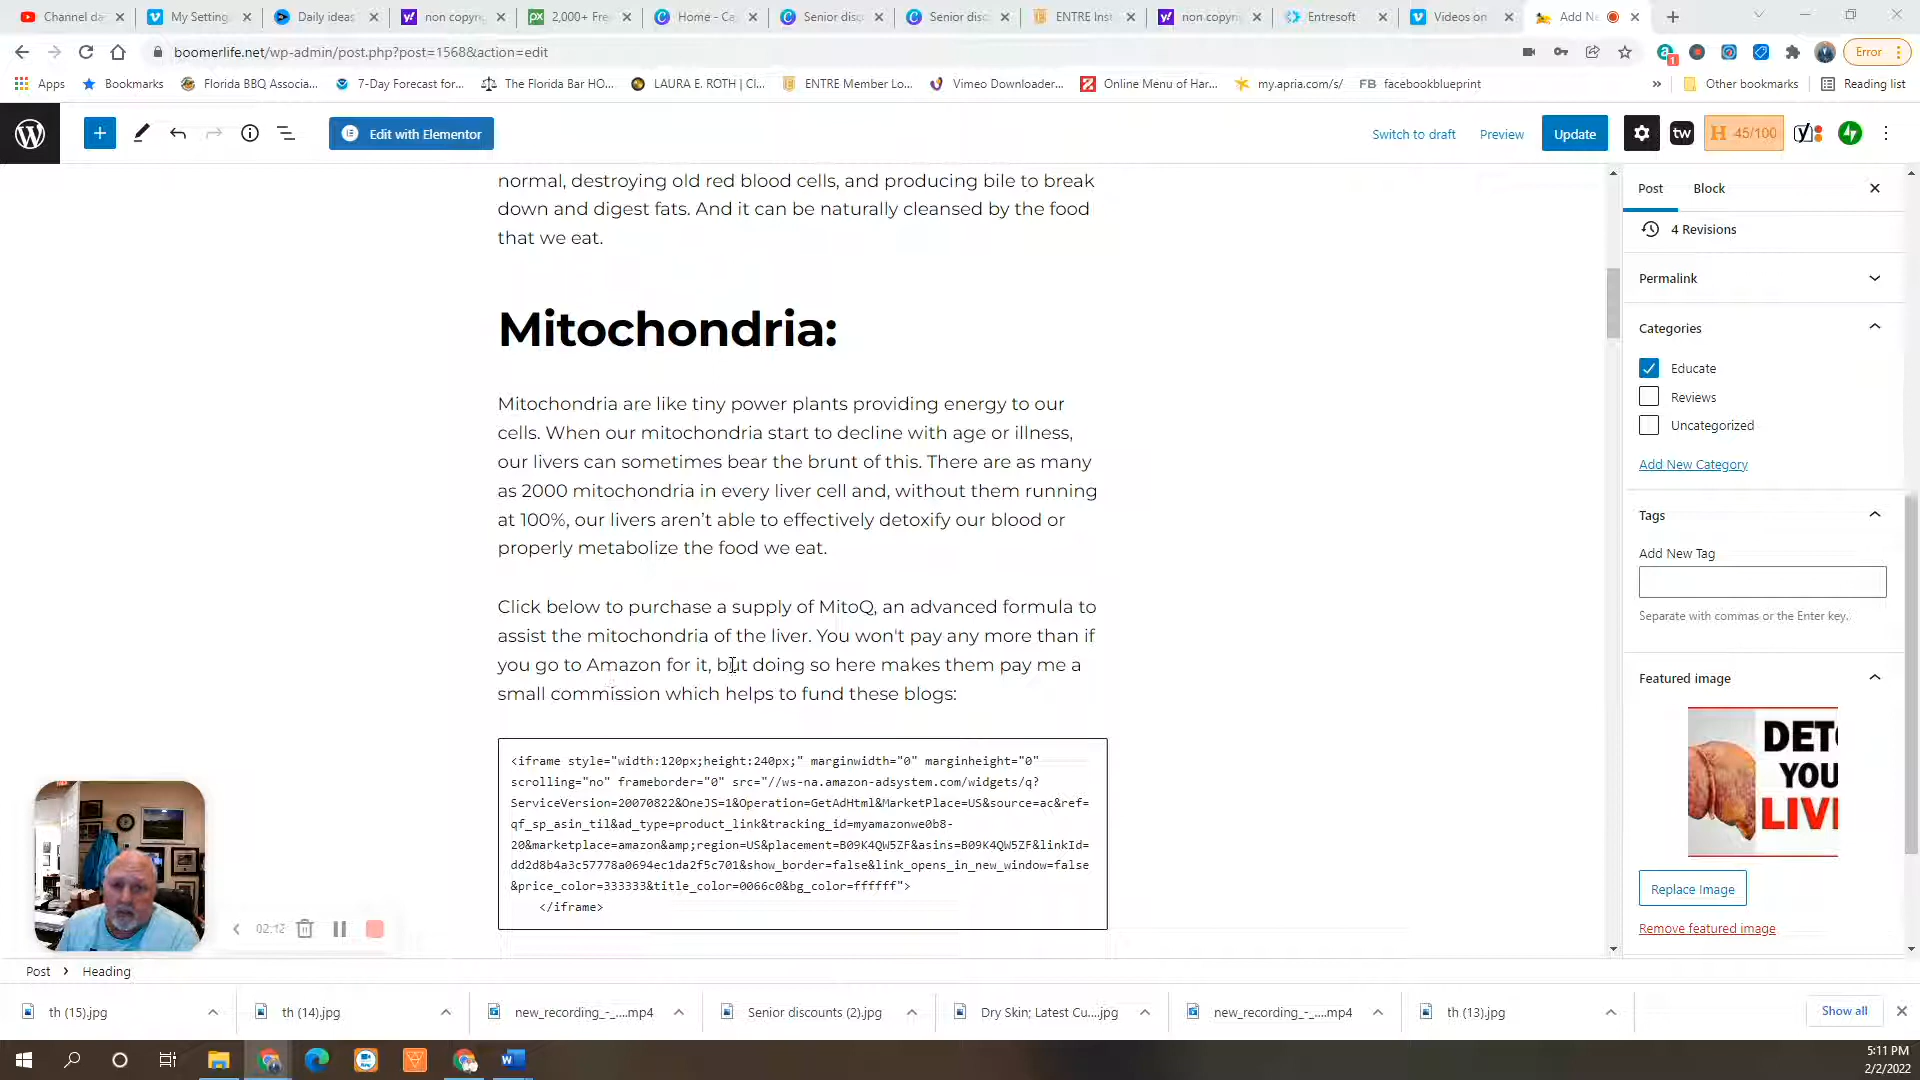 Channel da
My Setting
Daily ideas
non copyri
2,000+ Fre
Home - Ca
Senior disc
Senior disc
ENTRE Inst
non copyri
Entresoft
Videos on
Add Ne
boomerlife.net/wp-admin/post.php?post=1568&action=edit
1
Error
Apps
Bookmarks
Florida BBQ Associa...
7-Day Forecast for...
The Florida Bar HO...
LAURA E. ROTH | Cl...
ENTRE Member Lo...
Vimeo Downloader...
Online Menu of Har...
my.apria.com/s/
FB facebookblueprint
»
Other bookmarks
Reading list
Edit with Elementor
Switch to draft
Preview
Update
tw
H 45/100
normal, destroying old red blood cells, and producing bile to break
down and digest fats. And it can be naturally cleansed by the food
that we eat.
Mitochondria:
Mitochondria are like tiny power plants providing energy to our
cells. When our mitochondria start to decline with age or illness,
our livers can sometimes bear the brunt of this. There are as many
as 2000 mitochondria in every liver cell and, without them running
at 100%, our livers aren’t able to effectively detoxify our blood or
properly metabolize the food we eat.
Click below to purchase a supply of MitoQ, an advanced formula to
assist the mitochondria of the liver. You won't pay any more than if
you go to Amazon for it, but doing so here makes them pay me a
small commission which helps to fund these blogs:
<iframe style="width:120px;height:240px;" marginwidth="0" marginheight="0"
scrolling="no" frameborder="0" src="//ws-na.amazon-adsystem.com/widgets/q?
ServiceVersion=20070822&OneJS=1&Operation=GetAdHtml&MarketPlace=US&source=ac&ref=
qf_sp_asin_til&ad_type=product_link&tracking_id=myamazonwe0b8-
20&marketplace=amazon&amp;region=US&placement=B09K4QW5ZF&asins=B09K4QW5ZF&linkId=
dd2d8b4a3c57778a0694ec1da2f5c701&show_border=false&link_opens_in_new_window=false
&price_color=333333&title_color=0066c0&bg_color=ffffff">
</iframe>
Post
Block
4 Revisions
Permalink
Categories
Educate
Reviews
Uncategorized
Add New Category
Tags
Add New Tag
Separate with commas or the Enter key.
Featured image
DET
YOU
LIV
Replace Image
Remove featured image
02:12
Post > Heading
th (15).jpg
th (14).jpg
new_recording_-_....mp4
Senior discounts (2).jpg
Dry Skin; Latest Cu....jpg
new_recording_-_....mp4
th (13).jpg
Show all
5:11 PM
2/2/2022